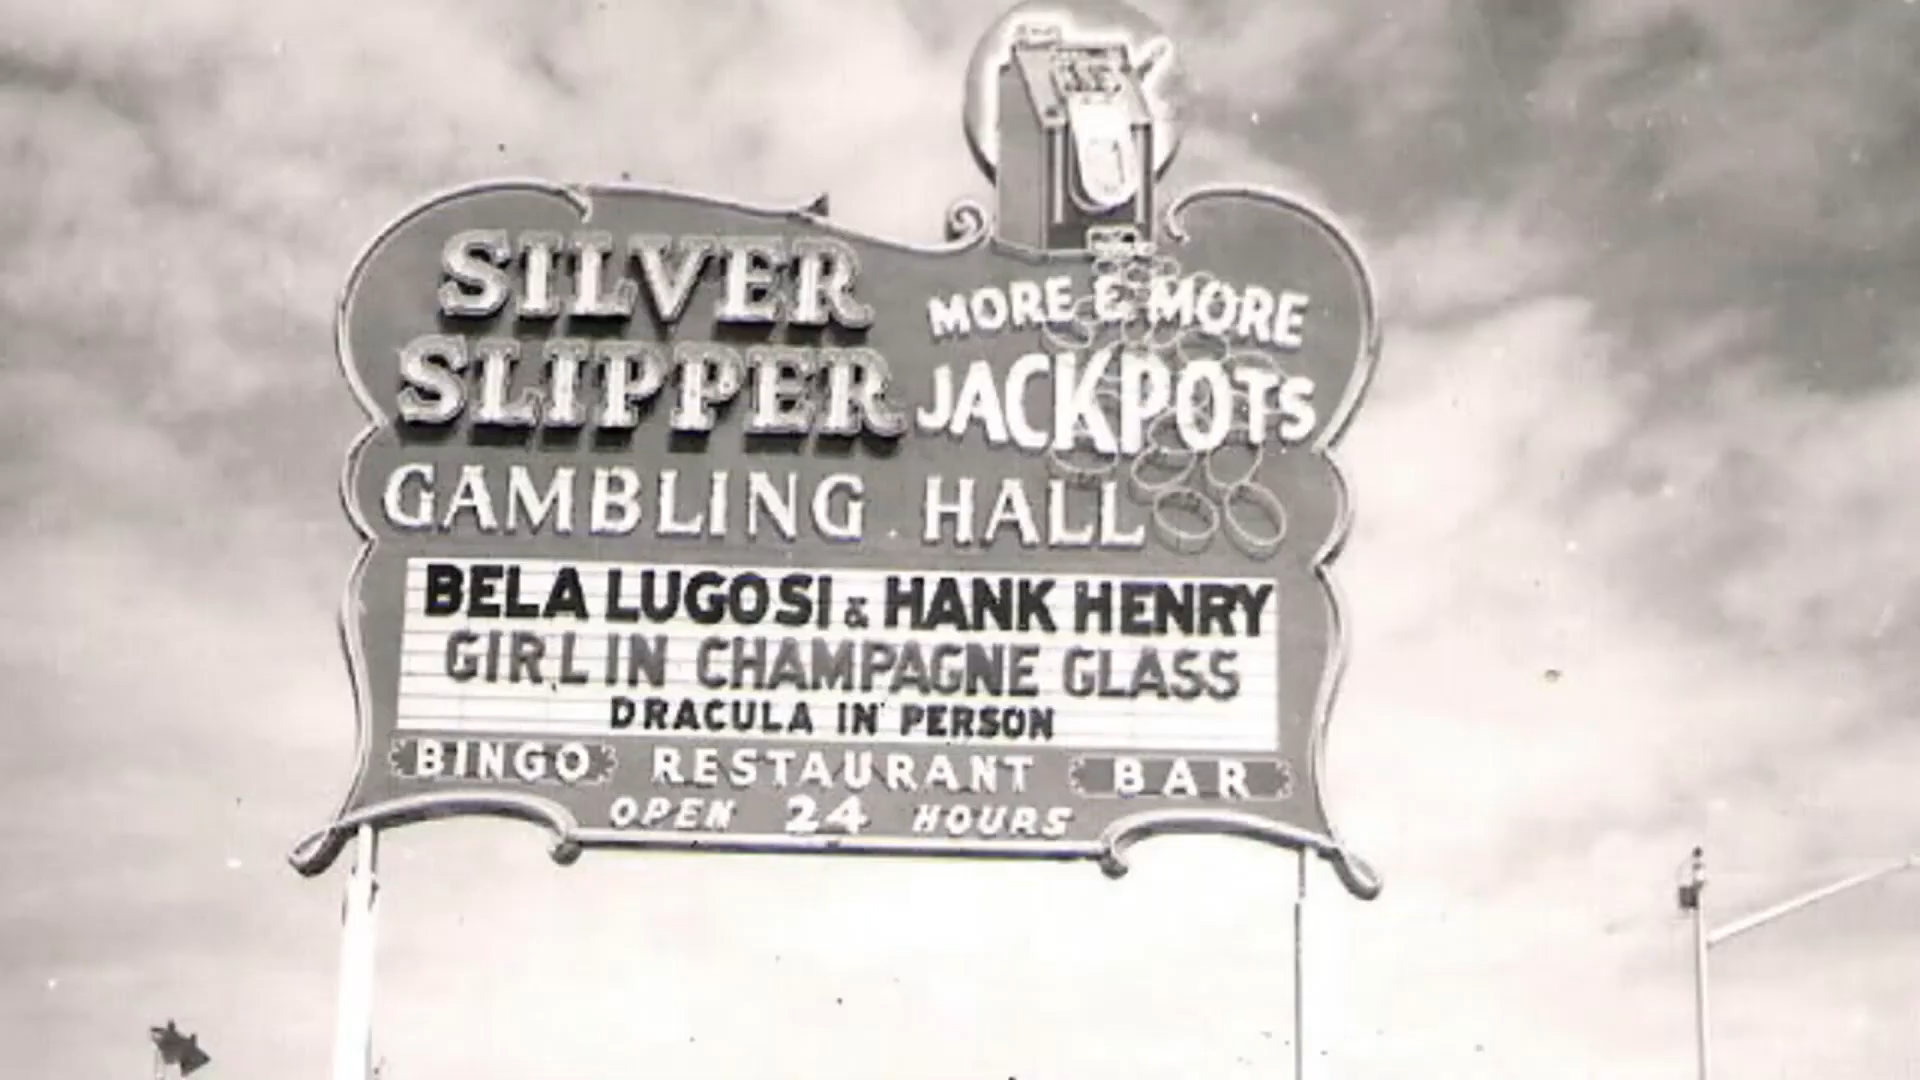 SILVER
SLIPPER
MORE & MORE
JACKPOTS
GAMBLING HALL
BELA LUGOSI & HANK HENRY
GIRL IN CHAMPAGNE GLASS
DRACULA IN PERSON
BINGO RESTAURANT BAR
OPEN 24 HOURS